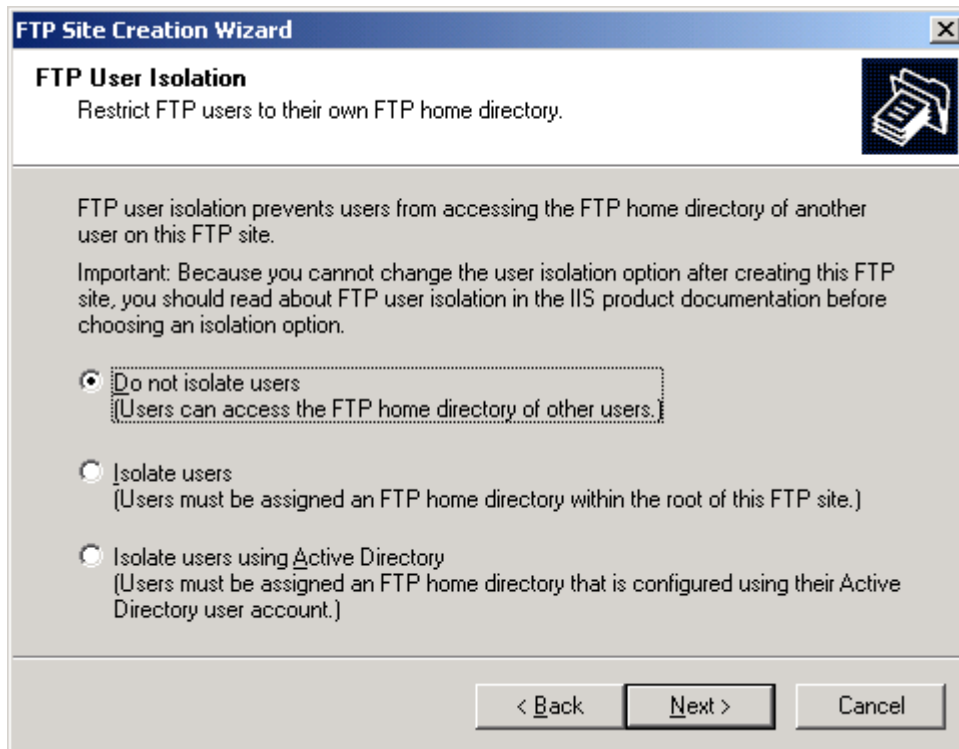 FTP Site Creation Wizard
FTP User Isolation
Restrict FTP users to their own FTP home directory.
FTP user isolation prevents users from accessing the FTP home directory of another
user on this FTP site.
Important: Because you cannot change the user isolation option after creating this FTP
site, you should read about FTP user isolation in the IIS product documentation before
choosing an isolation option.
Do not isolate users
(Users can access the FTP home directory of other users.)
Isolate users
(Users must be assigned an FTP home directory within the root of this FTP site.)
Isolate users using Active Directory
(Users must be assigned an FTP home directory that is configured using their Active
Directory user account.)
< Back Next > Cancel